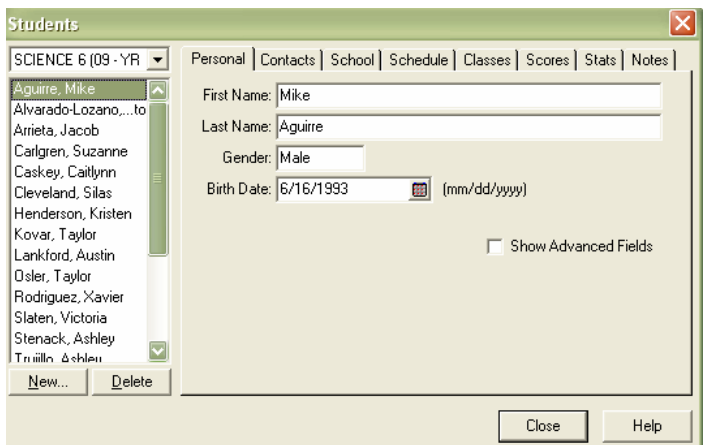 Students
SCIENCE 6 (09 - YR
Personal Contacts School Schedule Classes Scores Stats Notes
Aguirre, Mike
Alvarado-Lozano,...to
Arrieta, Jacob
Carlgren, Suzanne
Caskey, Caitlynn
Cleveland, Silas
Henderson, Kristen
Kovar, Taylor
Lankford, Austin
Osler, Taylor
Rodriguez, Xavier
Slaten, Victoria
Stenack, Ashley
Trujillo, Ashley
New... Delete
First Name: Mike
Last Name: Aguirre
Gender: Male
Birth Date: 6/16/1993 (mm/dd/yyyy)
Show Advanced Fields
Close Help